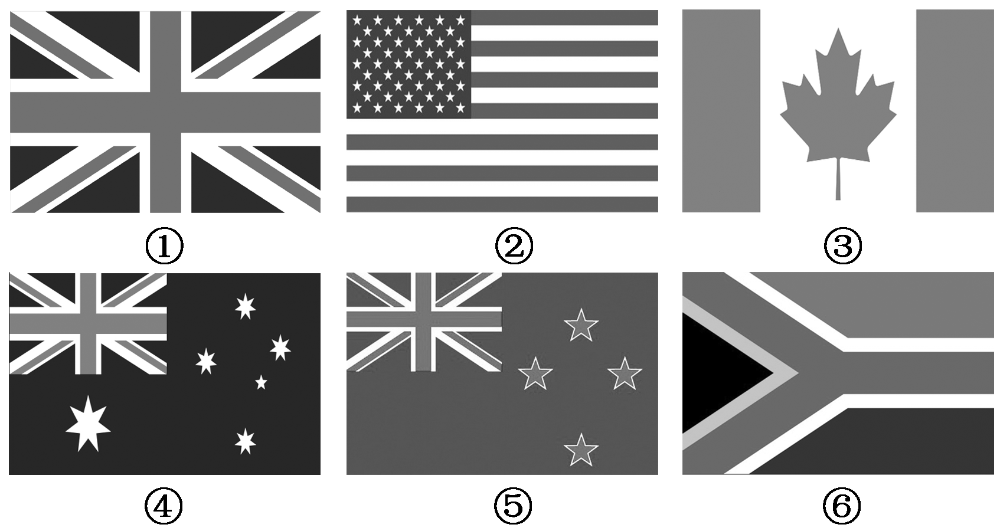 ① ② ③
④ ⑤ ⑥